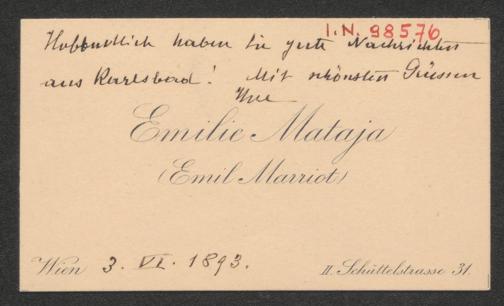 I.N. 98576
Hoffentlich haben Sie gute Nachrichten
aus Karlsbad! Mit schönsten Grüssen
Ihre
Emilie Mataja
(Emil Marriot)
Wien 3. VI. 1893. II. Schüttelstrasse 31.